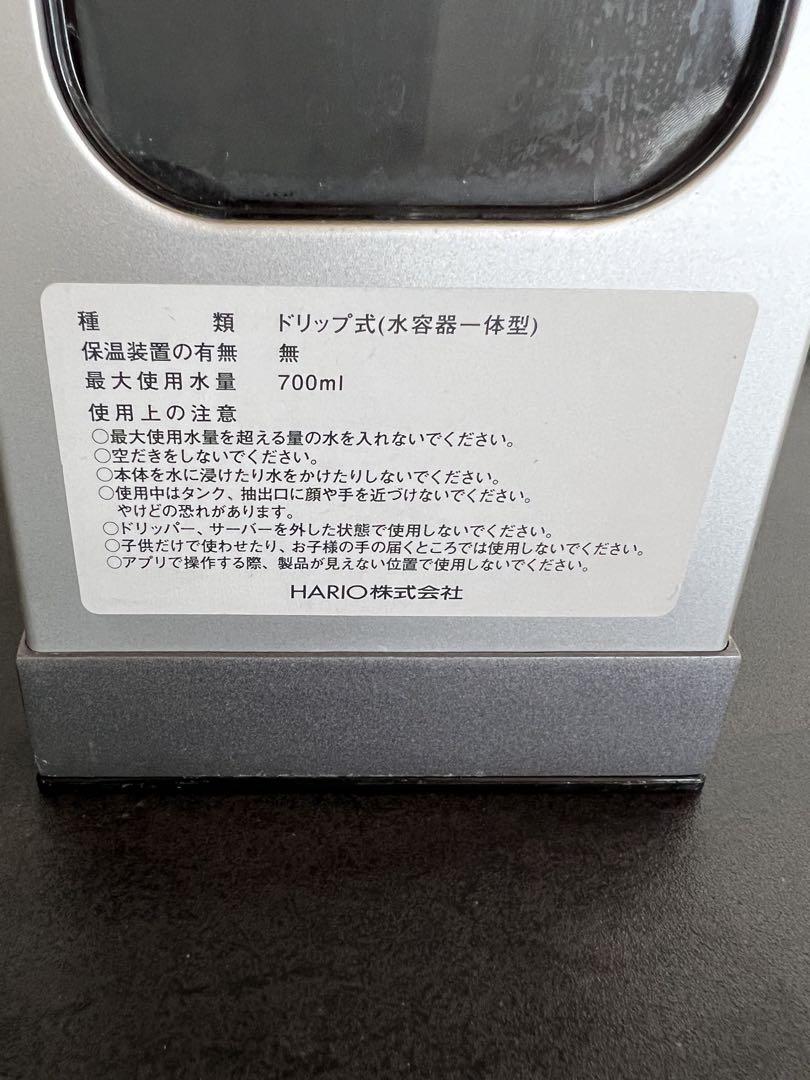 種類 ドリップ式(水容器一体型)
保温装置の有無 無
最大使用水量 700ml
使用上の注意
○最大使用水量を超える量の水を入れないでください。
○空だきをしないでください。
○本体を水に浸けたり水をかけたりしないでください。
○使用中はタンク、抽出口に顔や手を近づけないでください。
やけどの恐れがあります。
○ドリッパー、サーバーを外した状態で使用しないでください。
○子供だけで使わせたり、お子様の手の届くところでは使用しないでください。
○アプリで操作する際、製品が見えない位置で使用しないでください。
HARIO株式会社